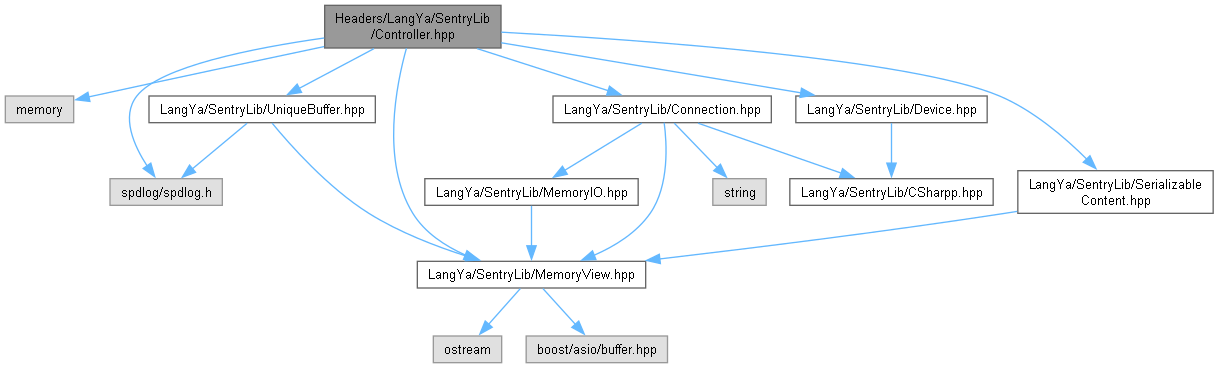 Headers/LangYa/SentryLib
/Controller.hpp
memory
LangYa/SentryLib/UniqueBuffer.hpp
LangYa/SentryLib/Connection.hpp
LangYa/SentryLib/Device.hpp
spdlog/spdlog.h
LangYa/SentryLib/MemoryIO.hpp
string
LangYa/SentryLib/CSharpp.hpp
LangYa/SentryLib/Serializable
Content.hpp
LangYa/SentryLib/MemoryView.hpp
ostream
boost/asio/buffer.hpp